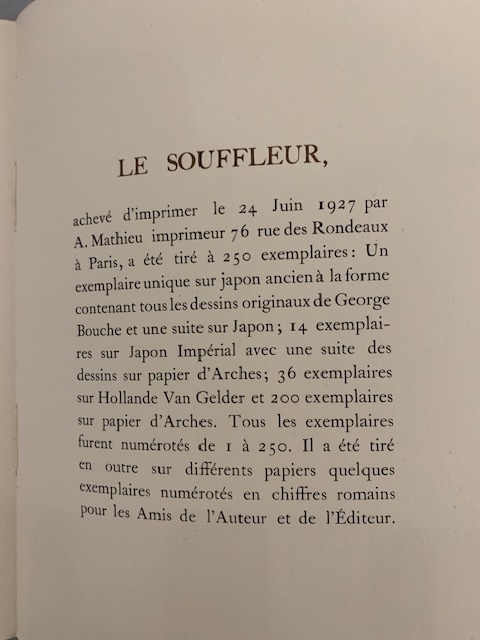 LE SOUFFLEUR,
achevé d'imprimer le 24 Juin 1927 par
A. Mathieu imprimeur 76 rue des Rondeaux
à Paris, a été tiré à 250 exemplaires: Un
exemplaire unique sur japon ancien à la forme
contenant tous les dessins originaux de George
Bouche et une suite sur Japon; 14 exemplai-
res sur Japon Impérial avec une suite des
dessins sur papier d'Arches; 36 exemplaires
sur Hollande Van Gelder et 200 exemplaires
sur papier d'Arches. Tous les exemplaires
furent numérotés de 1 à 250. Il a été tiré
en outre sur différents papiers quelques
exemplaires numérotés en chiffres romains
pour les Amis de l'Auteur et de l'Éditeur.